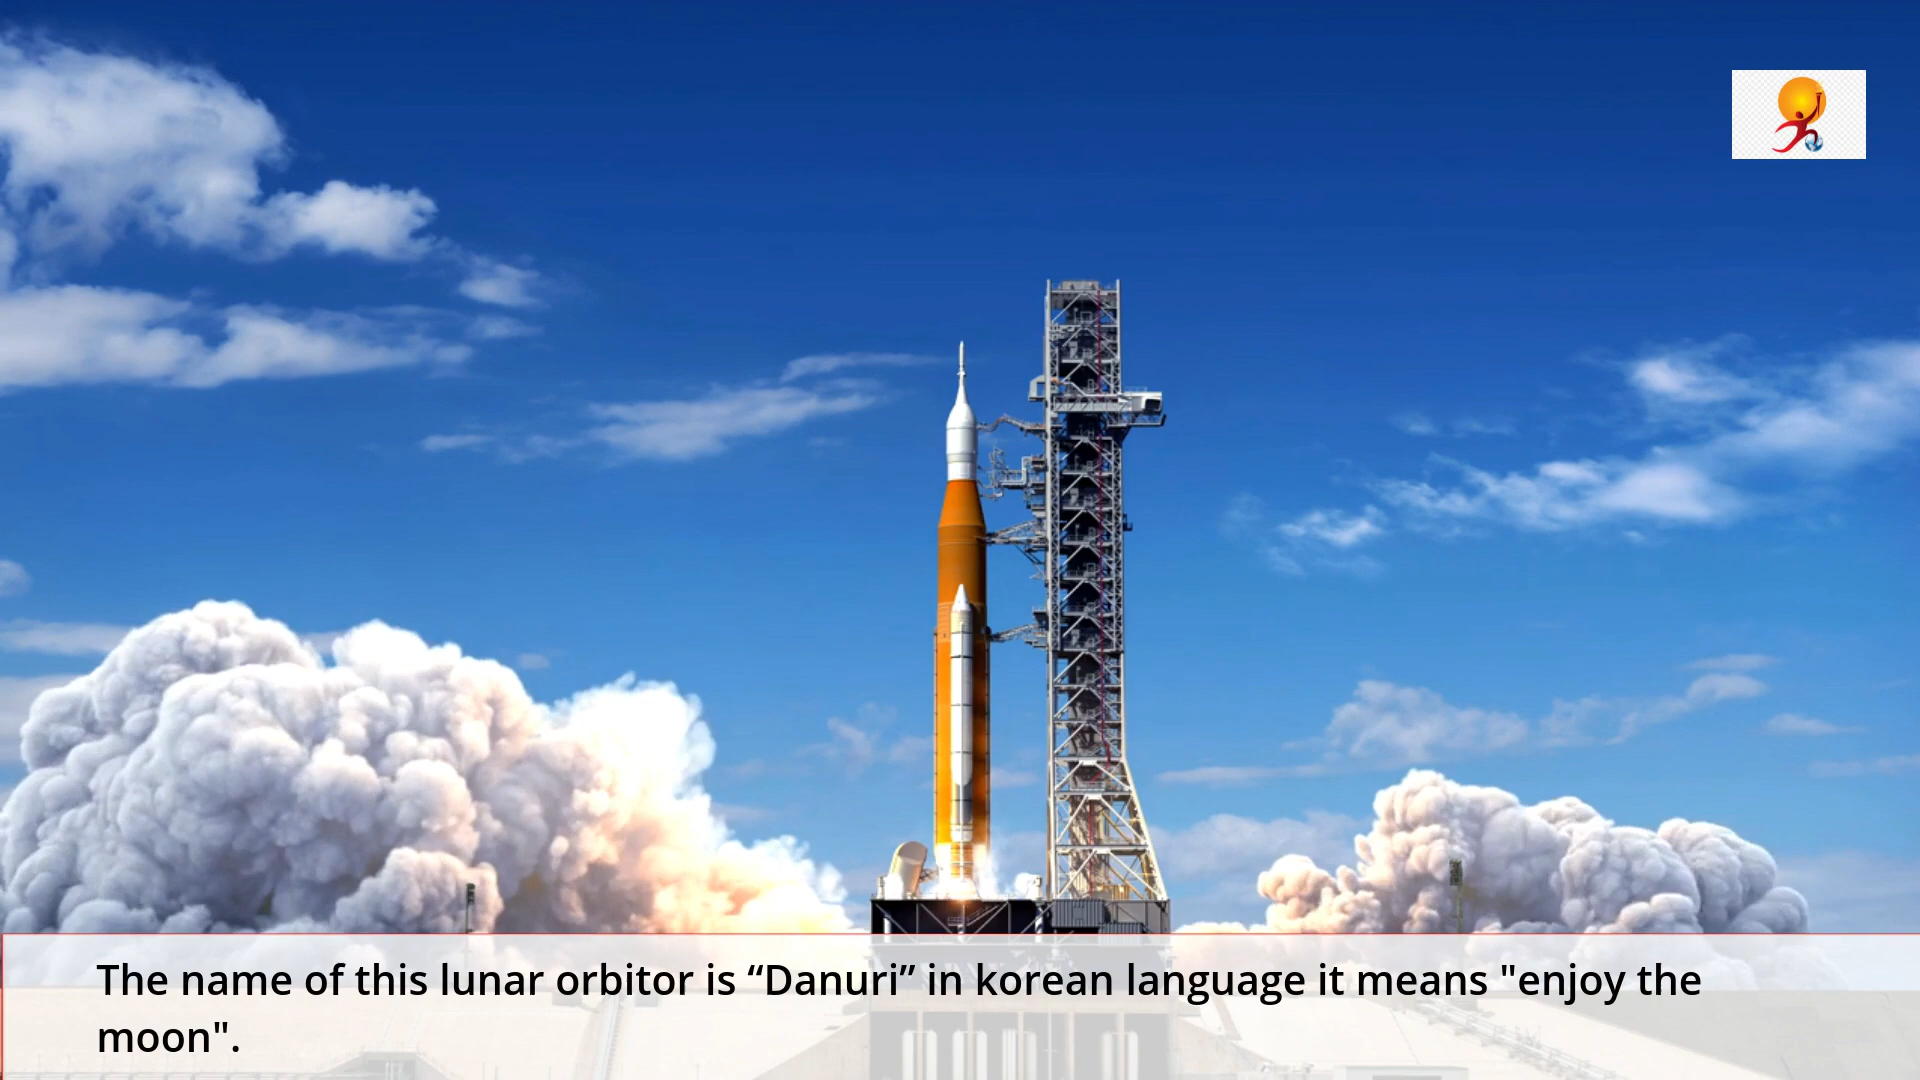 The name of this lunar orbitor is “Danuri” in korean language it means "enjoy the
moon".